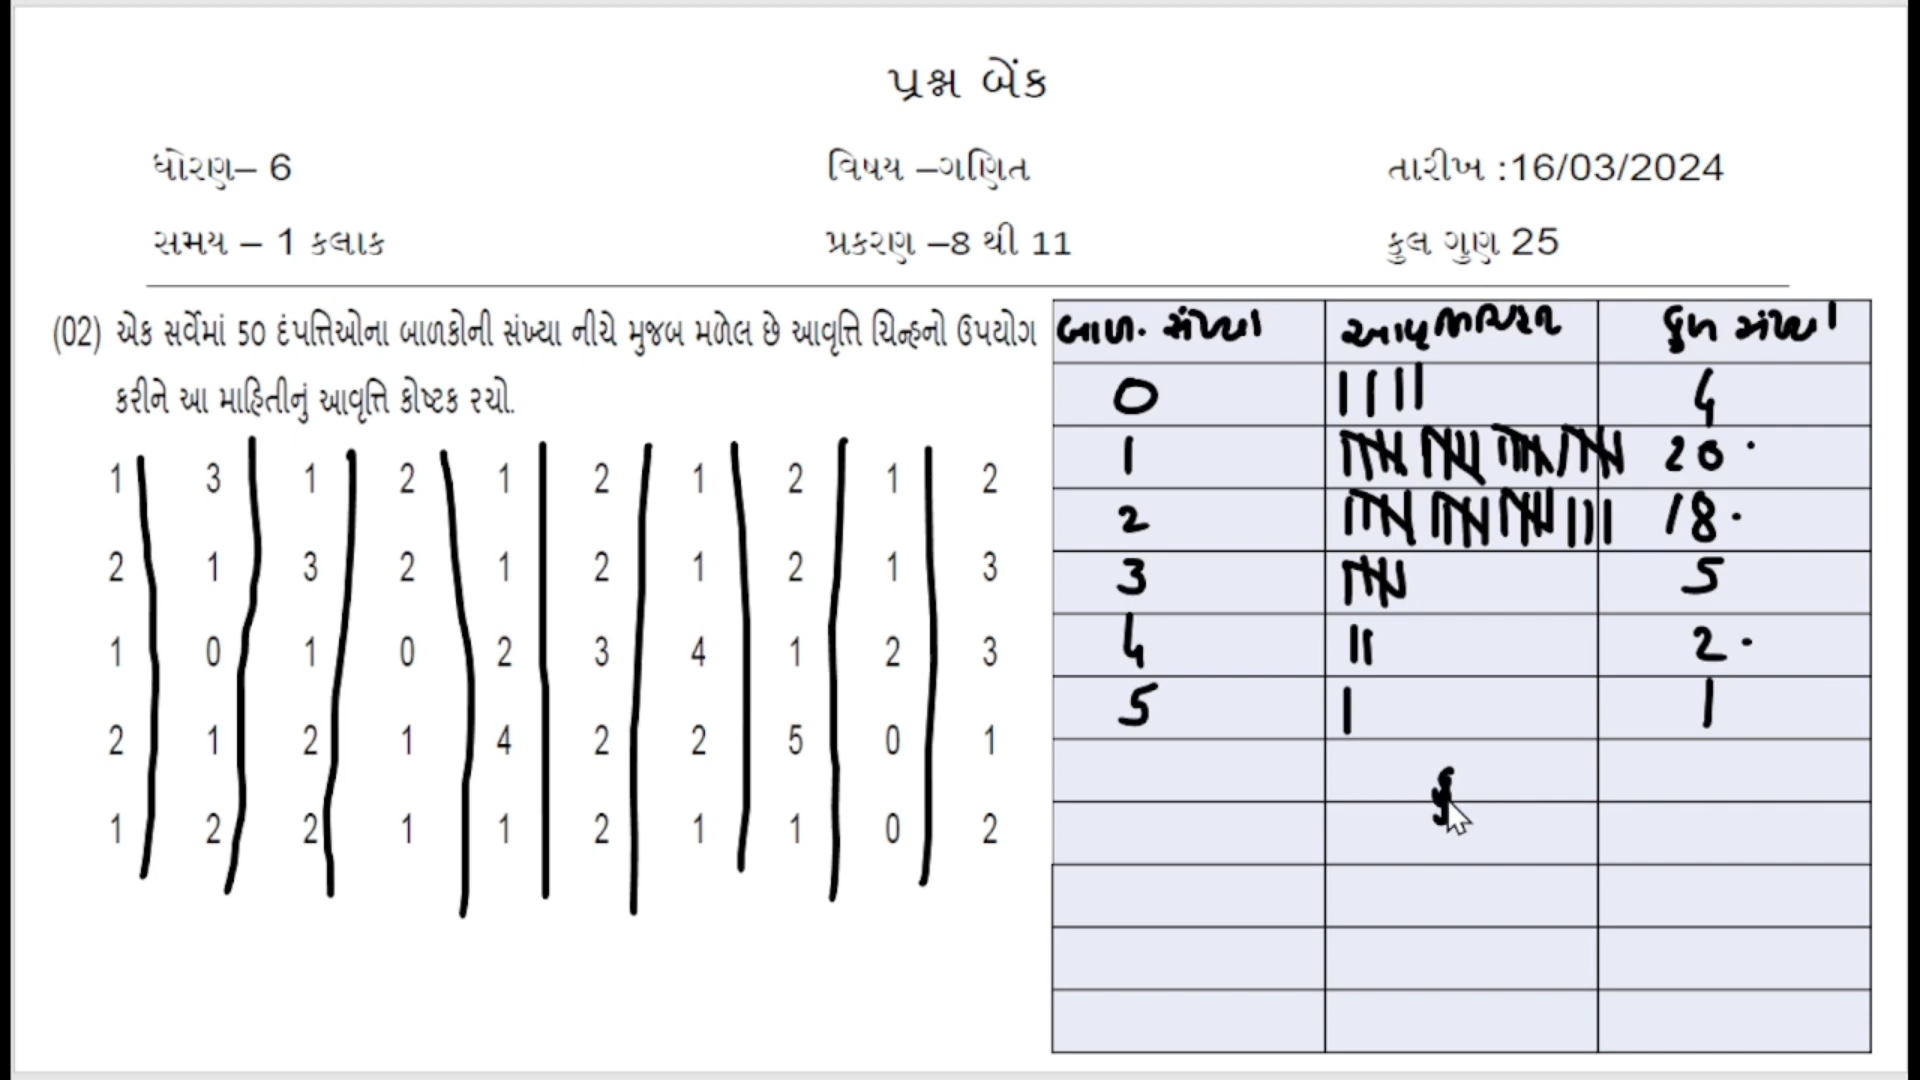 પ્રશ્ન બેંક
ધોરણ– 6 વિષય –ગણિત તારીખ :16/03/2024
સમય – 1 કલાક પ્રકરણ –8 થી 11 કુલ ગુણ 25
(02) એક સર્વેમાં 50 દંપત્તિઓના બાળકોની સંખ્યા નીચે મુજબ મળેલ છે આવૃત્તિ ચિન્હનો ઉપયોગ
કરીને આ માહિતીનું આવૃત્તિ કોષ્ટક રચો.
1 3 1 2 1 2 1 2 1 2
2 1 3 2 1 2 1 2 1 3
1 0 1 0 2 3 4 1 2 3
2 1 2 1 4 2 2 5 0 1
1 2 2 1 1 2 1 1 0 2
બાળ. સંખ્યા કુલ સંખ્યા
0 4
1 20
2 18
3 5
4 2
5 1